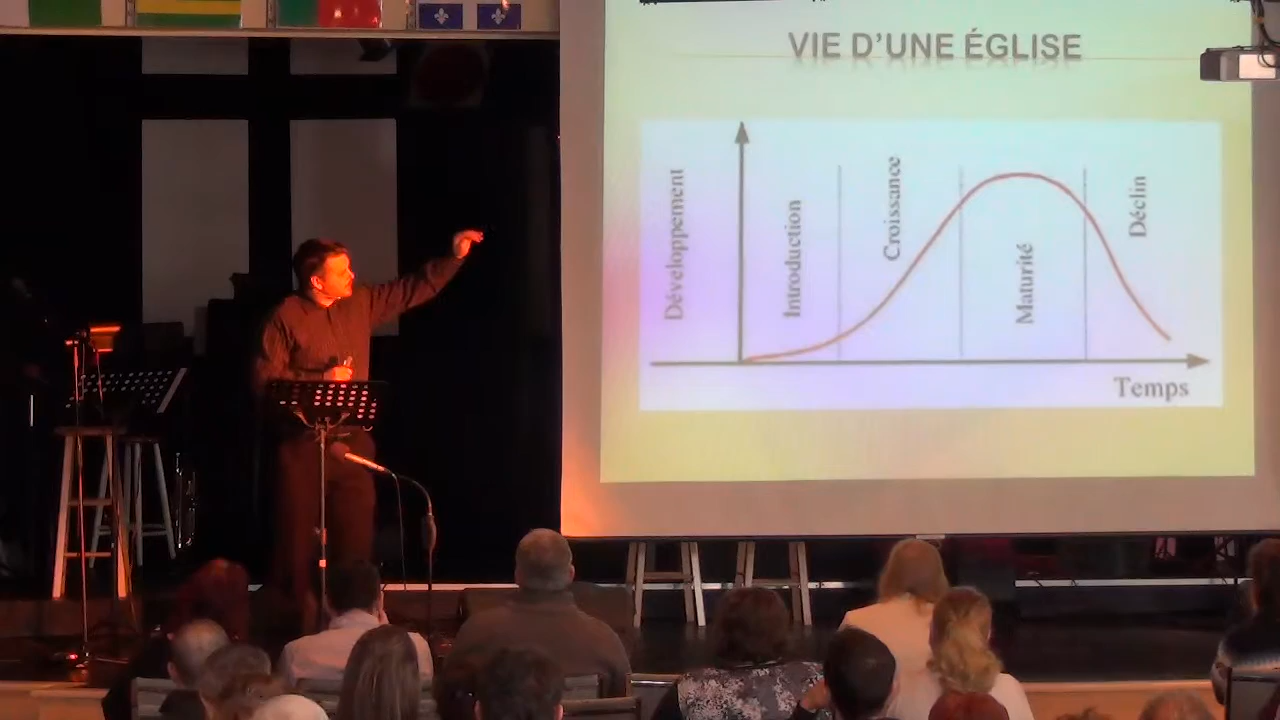 VIE D'UNE ÉGLISE
Développement
Introduction
Croissance
Maturité
Déclin
Temps